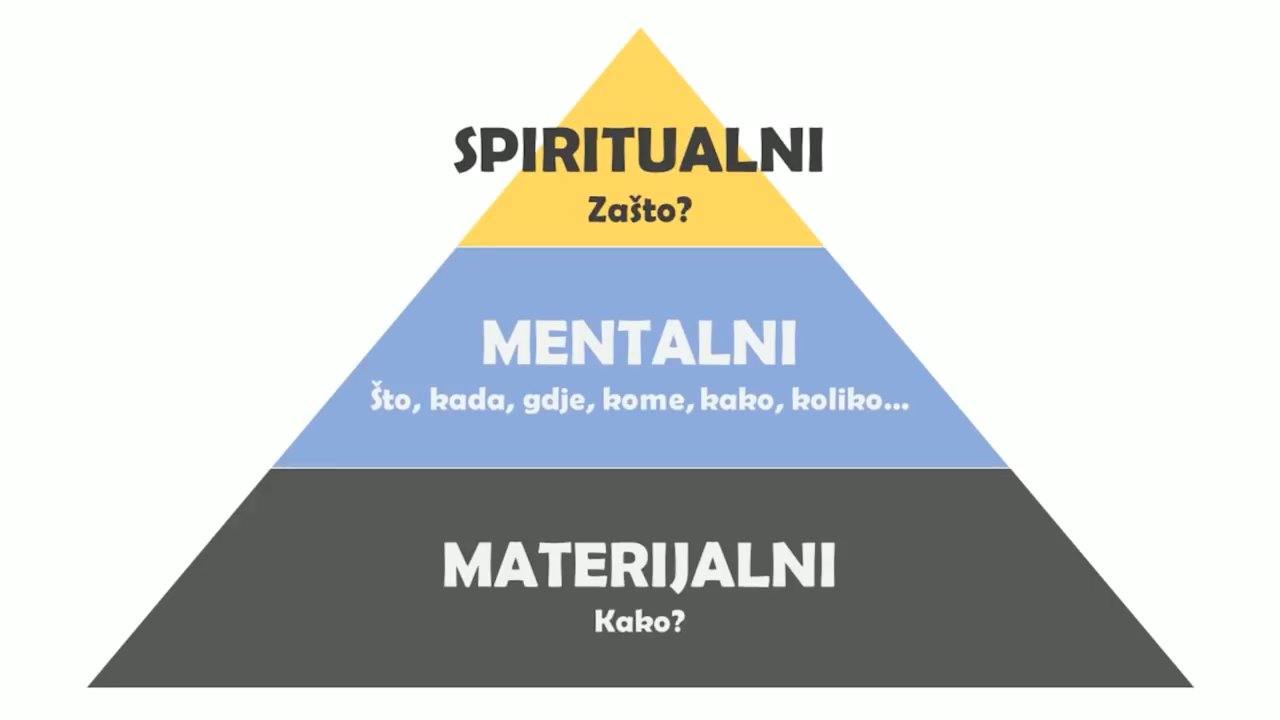 SPIRITUALNI
Zašto?
MENTALNI
Što, kada, gdje, kome, kako, koliko...
MATERIJALNI
Kako?